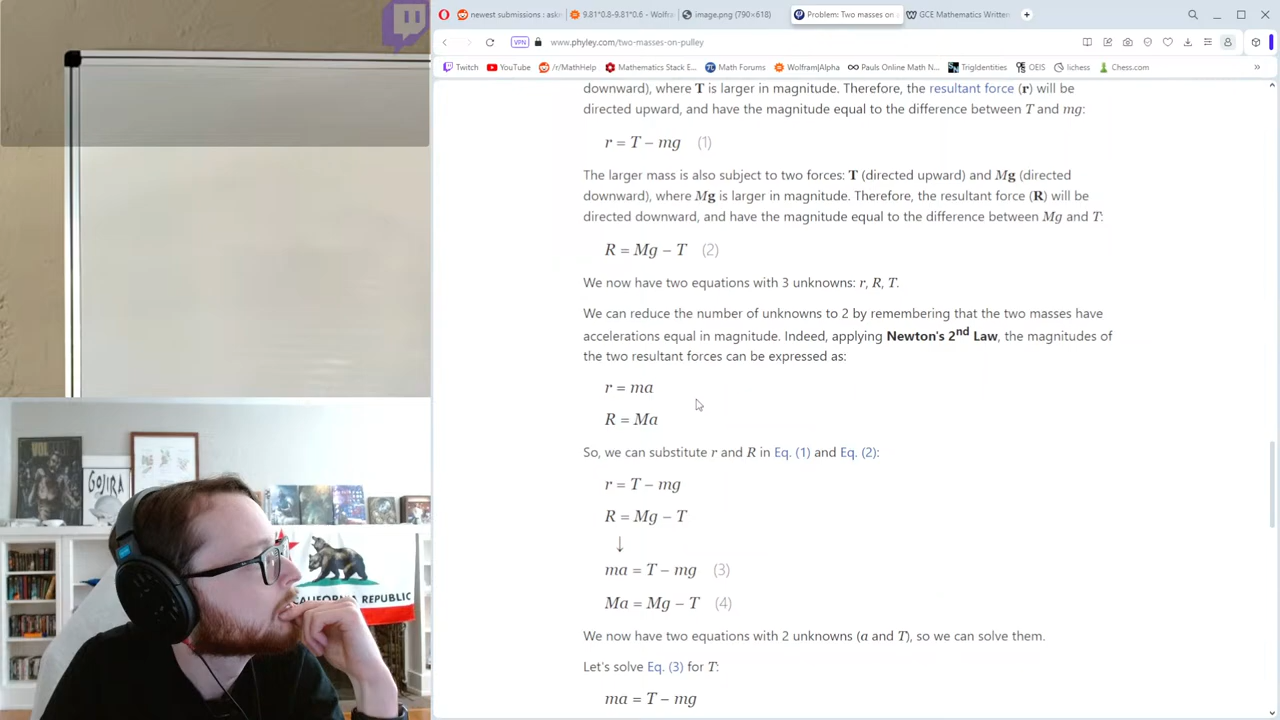 newest submissions : ask
9.81*0.8-9.81*0.6 - Wolfra
image.png (790×618)
Problem: Two masses on
GCE Mathematics Written
VPN
www.phyley.com/two-masses-on-pulley
Twitch
YouTube
/r/MathHelp
Mathematics Stack E...
Math Forums
Wolfram|Alpha
Pauls Online Math N...
TrigIdentities
OEIS
lichess
Chess.com
downward), where T is larger in magnitude. Therefore, the resultant force (r) will be
directed upward, and have the magnitude equal to the difference between T and mg:
r = T − mg (1)
The larger mass is also subject to two forces: T (directed upward) and Mg (directed
downward), where Mg is larger in magnitude. Therefore, the resultant force (R) will be
directed downward, and have the magnitude equal to the difference between Mg and T:
R = Mg − T (2)
We now have two equations with 3 unknowns: r, R, T.
We can reduce the number of unknowns to 2 by remembering that the two masses have
accelerations equal in magnitude. Indeed, applying Newton's 2nd Law, the magnitudes of
the two resultant forces can be expressed as:
r = ma
R = Ma
So, we can substitute r and R in Eq. (1) and Eq. (2):
r = T − mg
R = Mg − T
↓
ma = T − mg (3)
Ma = Mg − T (4)
We now have two equations with 2 unknowns (a and T), so we can solve them.
Let's solve Eq. (3) for T:
ma = T − mg
GOJIRA
CALIFORNIA REPUBLIC